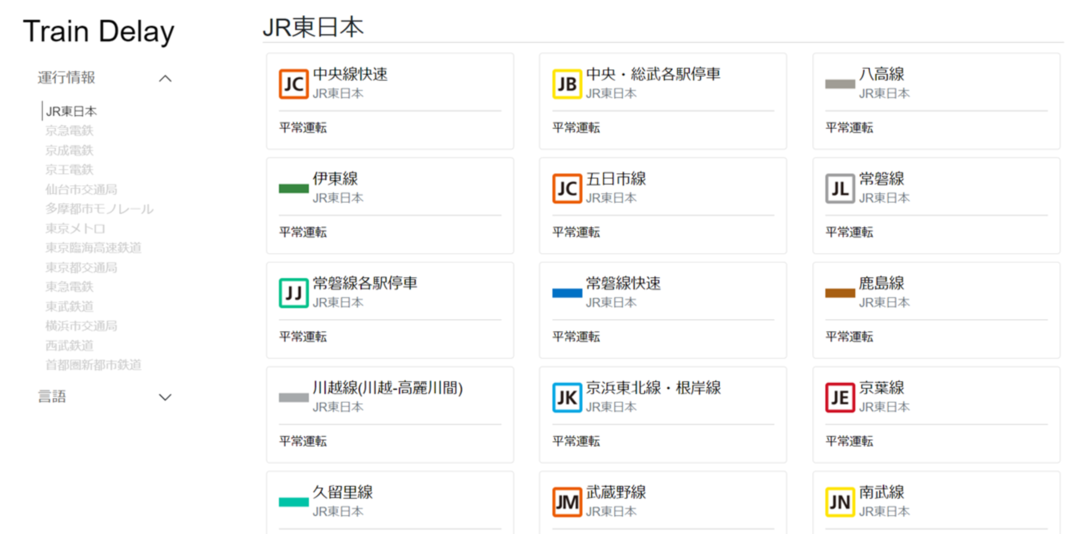 Train Delay
運行情報
JR東日本
京急電鉄
京成電鉄
京王電鉄
仙台市交通局
多摩都市モノレール
東京メトロ
東京臨海高速鉄道
東京都交通局
東急電鉄
東武鉄道
横浜市交通局
西武鉄道
首都圏新都市鉄道
言語
JR東日本
JC 中央線快速
JR東日本
平常運転
JB 中央・総武各駅停車
JR東日本
平常運転
八高線
JR東日本
平常運転
伊東線
JR東日本
平常運転
JC 五日市線
JR東日本
平常運転
JL 常磐線
JR東日本
平常運転
JJ 常磐線各駅停車
JR東日本
平常運転
常磐線快速
JR東日本
平常運転
鹿島線
JR東日本
平常運転
川越線(川越-高麗川間)
JR東日本
平常運転
JK 京浜東北線・根岸線
JR東日本
平常運転
JE 京葉線
JR東日本
平常運転
久留里線
JR東日本
JM 武蔵野線
JR東日本
JN 南武線
JR東日本